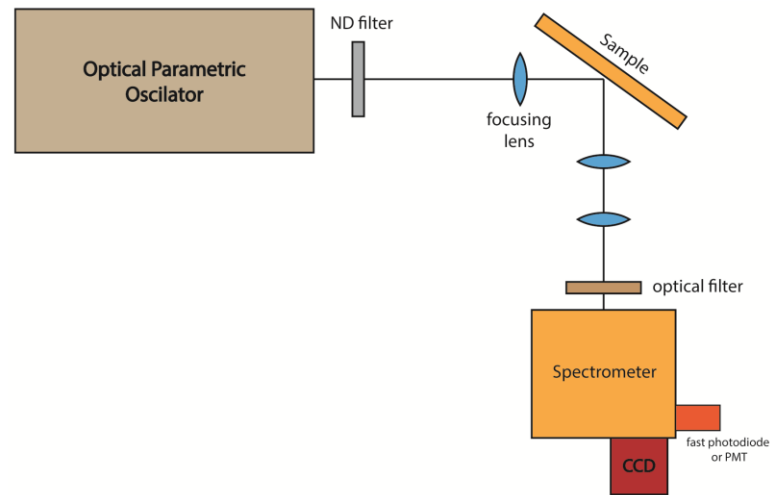 ND filter
Optical Parametric
Oscilator
Sample
focusing
lens
optical filter
Spectrometer
fast photodiode
or PMT
CCD